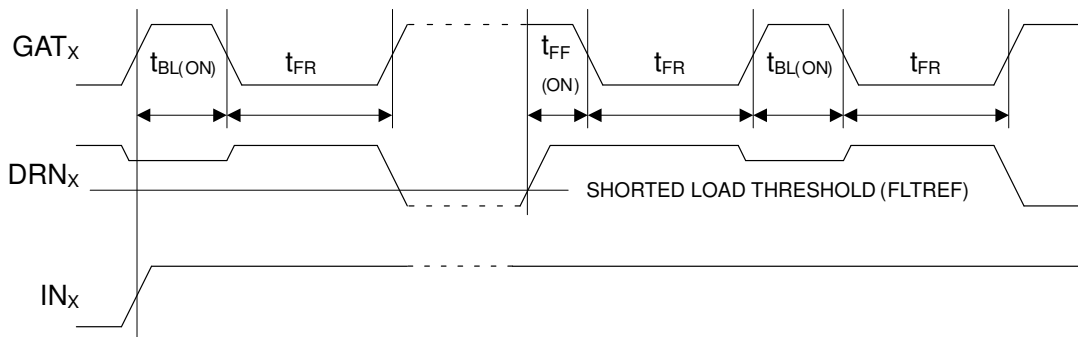 GATX
tBL(ON)
tFR
tFF
(ON)
tFR
tBL(ON)
tFR
DRNX
SHORTED LOAD THRESHOLD (FLTREF)
INX